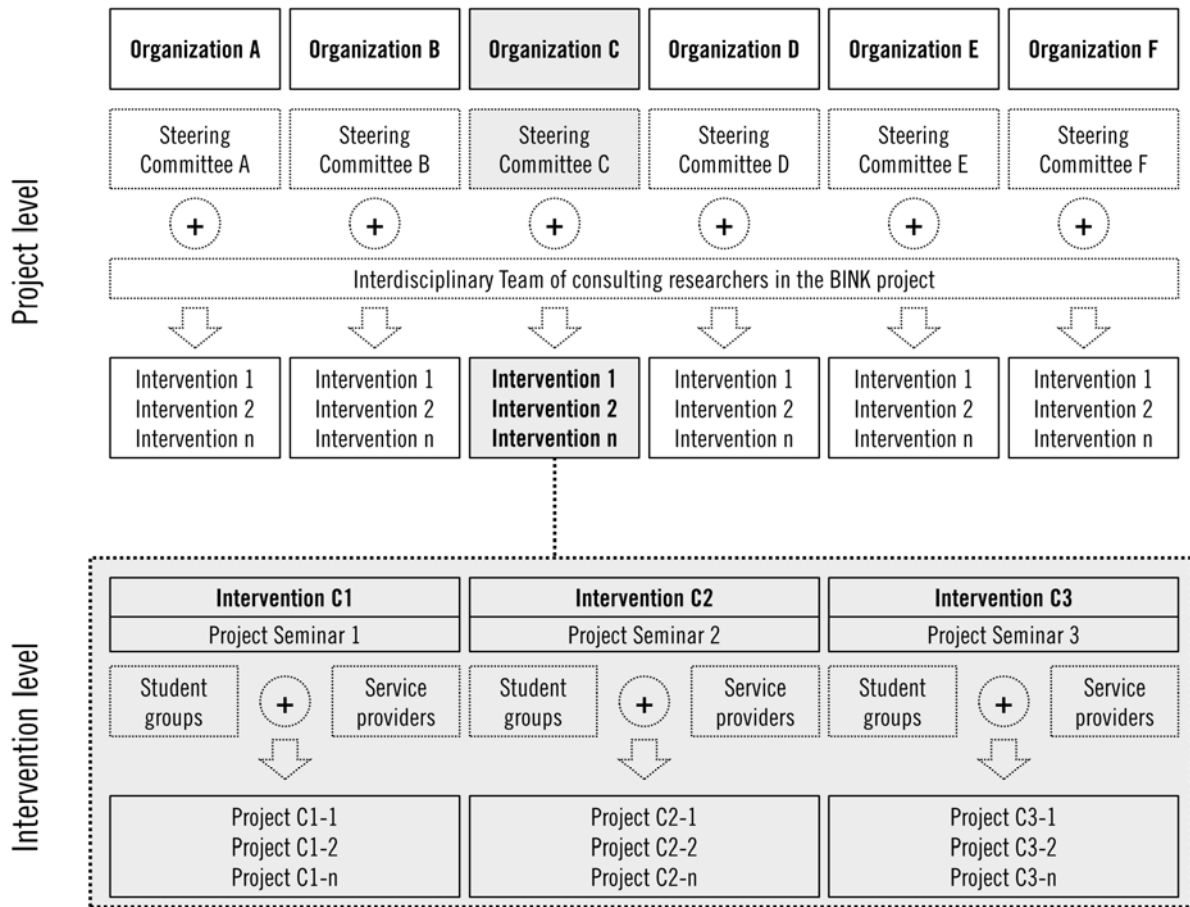 Project level
Organization A
Organization B
Organization C
Organization D
Organization E
Organization F
Steering
Committee A
Steering
Committee B
Steering
Committee C
Steering
Committee D
Steering
Committee E
Steering
Committee F
+
+
+
+
+
+
Interdisciplinary Team of consulting researchers in the BINK project
Intervention 1
Intervention 2
Intervention n
Intervention 1
Intervention 2
Intervention n
Intervention 1
Intervention 2
Intervention n
Intervention 1
Intervention 2
Intervention n
Intervention 1
Intervention 2
Intervention n
Intervention 1
Intervention 2
Intervention n
Intervention level
Intervention C1
Project Seminar 1
Student
groups
+
Service
providers
Project C1-1
Project C1-2
Project C1-n
Intervention C2
Project Seminar 2
Student
groups
+
Service
providers
Project C2-1
Project C2-2
Project C2-n
Intervention C3
Project Seminar 3
Student
groups
+
Service
providers
Project C3-1
Project C3-2
Project C3-n